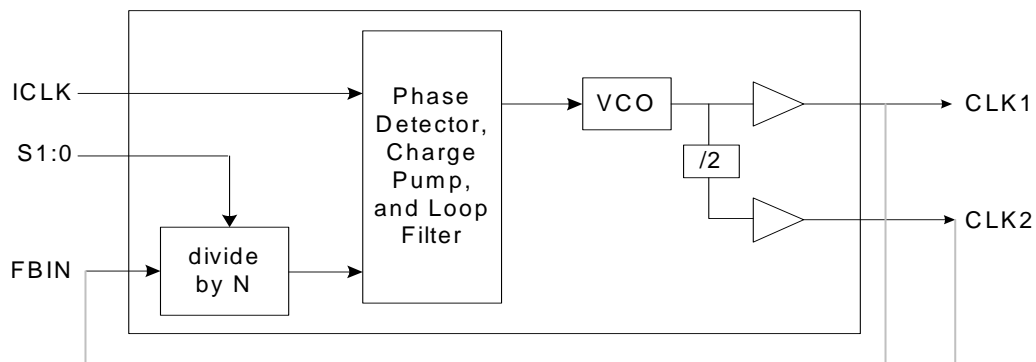 ICLK
S1:0
FBIN
divide
by N
Phase
Detector,
Charge
Pump,
and Loop
Filter
VCO
/2
CLK1
CLK2